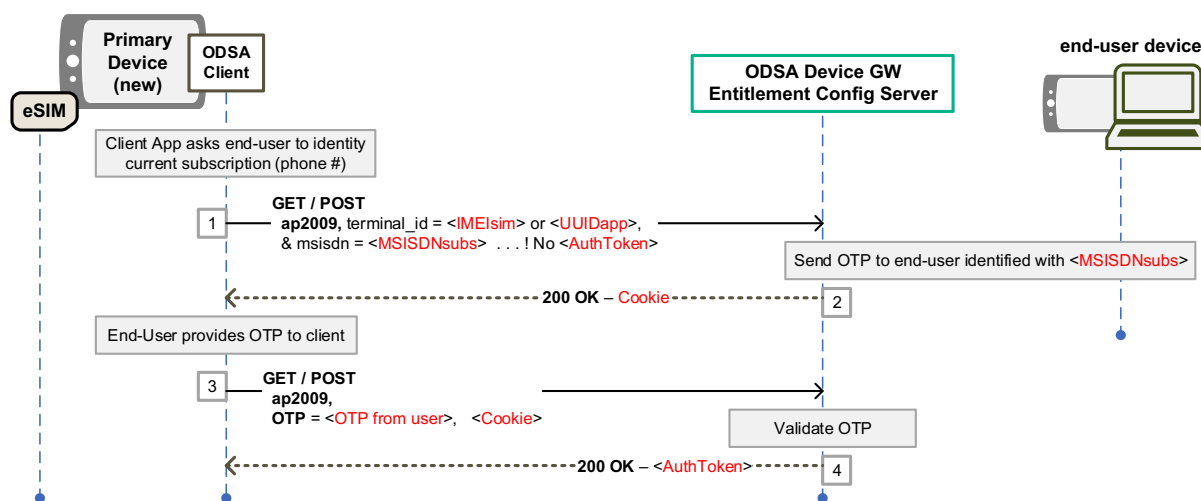 Primary
Device
(new)
ODSA
Client
eSIM
ODSA Device GW
Entitlement Config Server
end-user device
Client App asks end-user to identity
current subscription (phone #)
1
GET / POST
ap2009, terminal_id = <IMEIsim> or <UUIDapp>,
& msisdn = <MSISDNsubs> . . . ! No <AuthToken>
Send OTP to end-user identified with <MSISDNsubs>
200 OK – Cookie
2
End-User provides OTP to client
3
GET / POST
ap2009,
OTP = <OTP from user>, <Cookie>
Validate OTP
200 OK – <AuthToken>
4